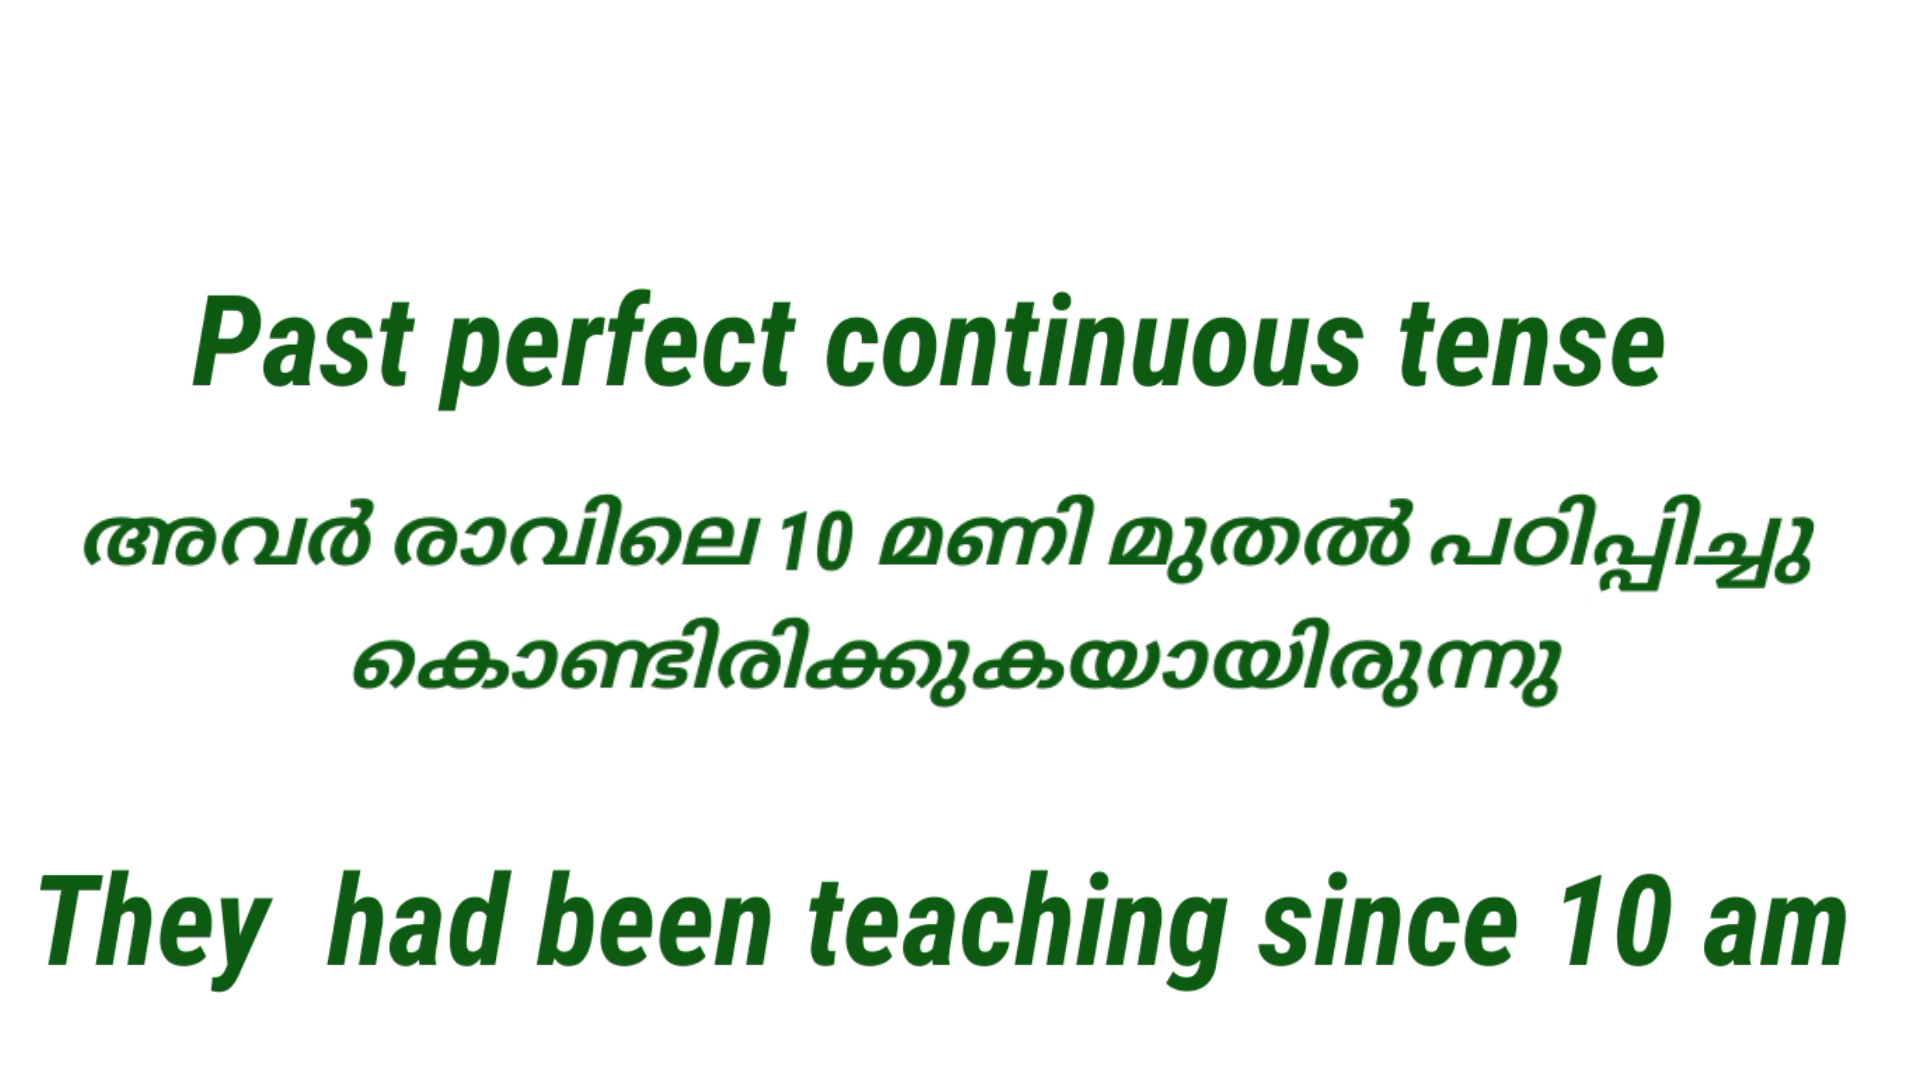 Past perfect continuous tense
അവർ രാവിലെ 10 മണി മുതൽ പഠിപ്പിച്ചു
കൊണ്ടിരിക്കുകയായിരുന്നു
They  had been teaching since 10 am